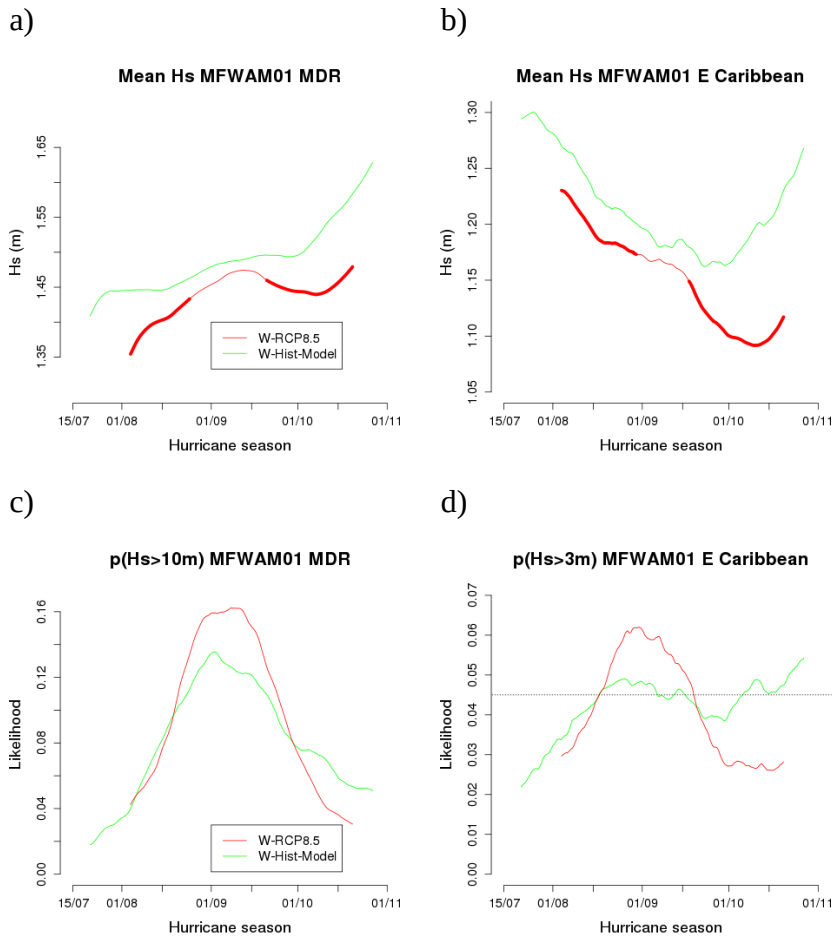 a)
Mean Hs MFWAM01 MDR
Hs (m)
1.65
1.55
1.45
1.35
W-RCP8.5
W-Hist-Model
15/07 01/08 01/09 01/10 01/11
Hurricane season
b)
Mean Hs MFWAM01 E Caribbean
Hs (m)
1.30
1.25
1.20
1.15
1.10
1.05
15/07 01/08 01/09 01/10 01/11
Hurricane season
c)
p(Hs>10m) MFWAM01 MDR
Likelihood
0.16
0.12
0.08
0.04
0.00
W-RCP8.5
W-Hist-Model
15/07 01/08 01/09 01/10 01/11
Hurricane season
d)
p(Hs>3m) MFWAM01 E Caribbean
Likelihood
0.07
0.06
0.05
0.04
0.03
0.02
0.01
0.00
15/07 01/08 01/09 01/10 01/11
Hurricane season